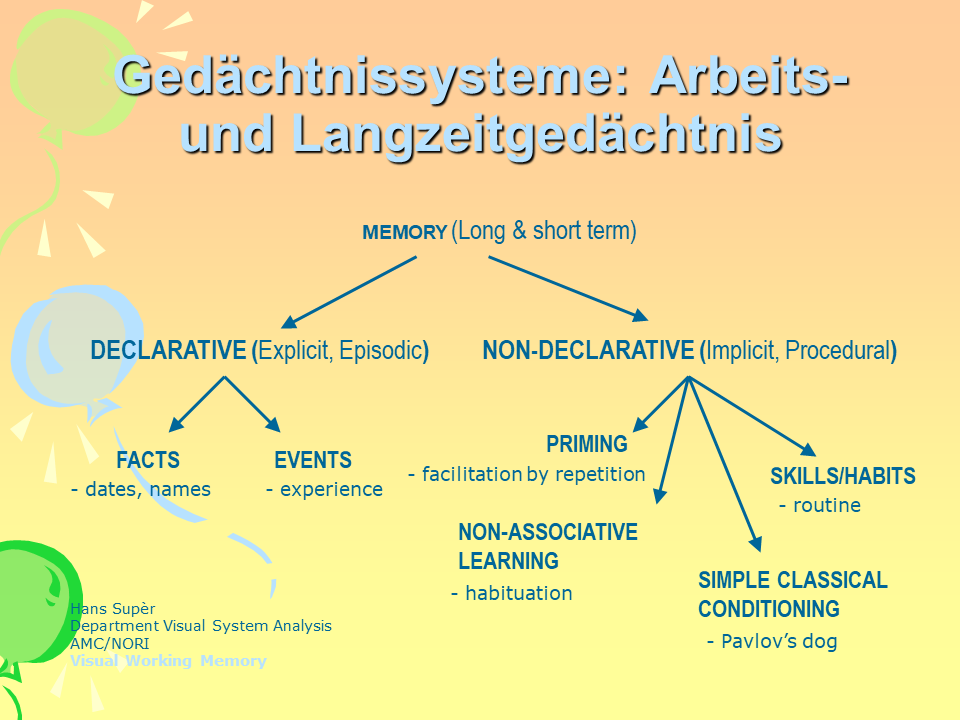 Gedächtnissysteme: Arbeits-
und Langzeitgedächtnis
MEMORY (Long & short term)
DECLARATIVE (Explicit, Episodic)
NON-DECLARATIVE (Implicit, Procedural)
FACTS
- dates, names
EVENTS
- experience
PRIMING
- facilitation by repetition
SKILLS/HABITS
- routine
NON-ASSOCIATIVE
LEARNING
- habituation
SIMPLE CLASSICAL
CONDITIONING
- Pavlov’s dog
Hans Supèr
Department Visual System Analysis
AMC/NORI
Visual Working Memory